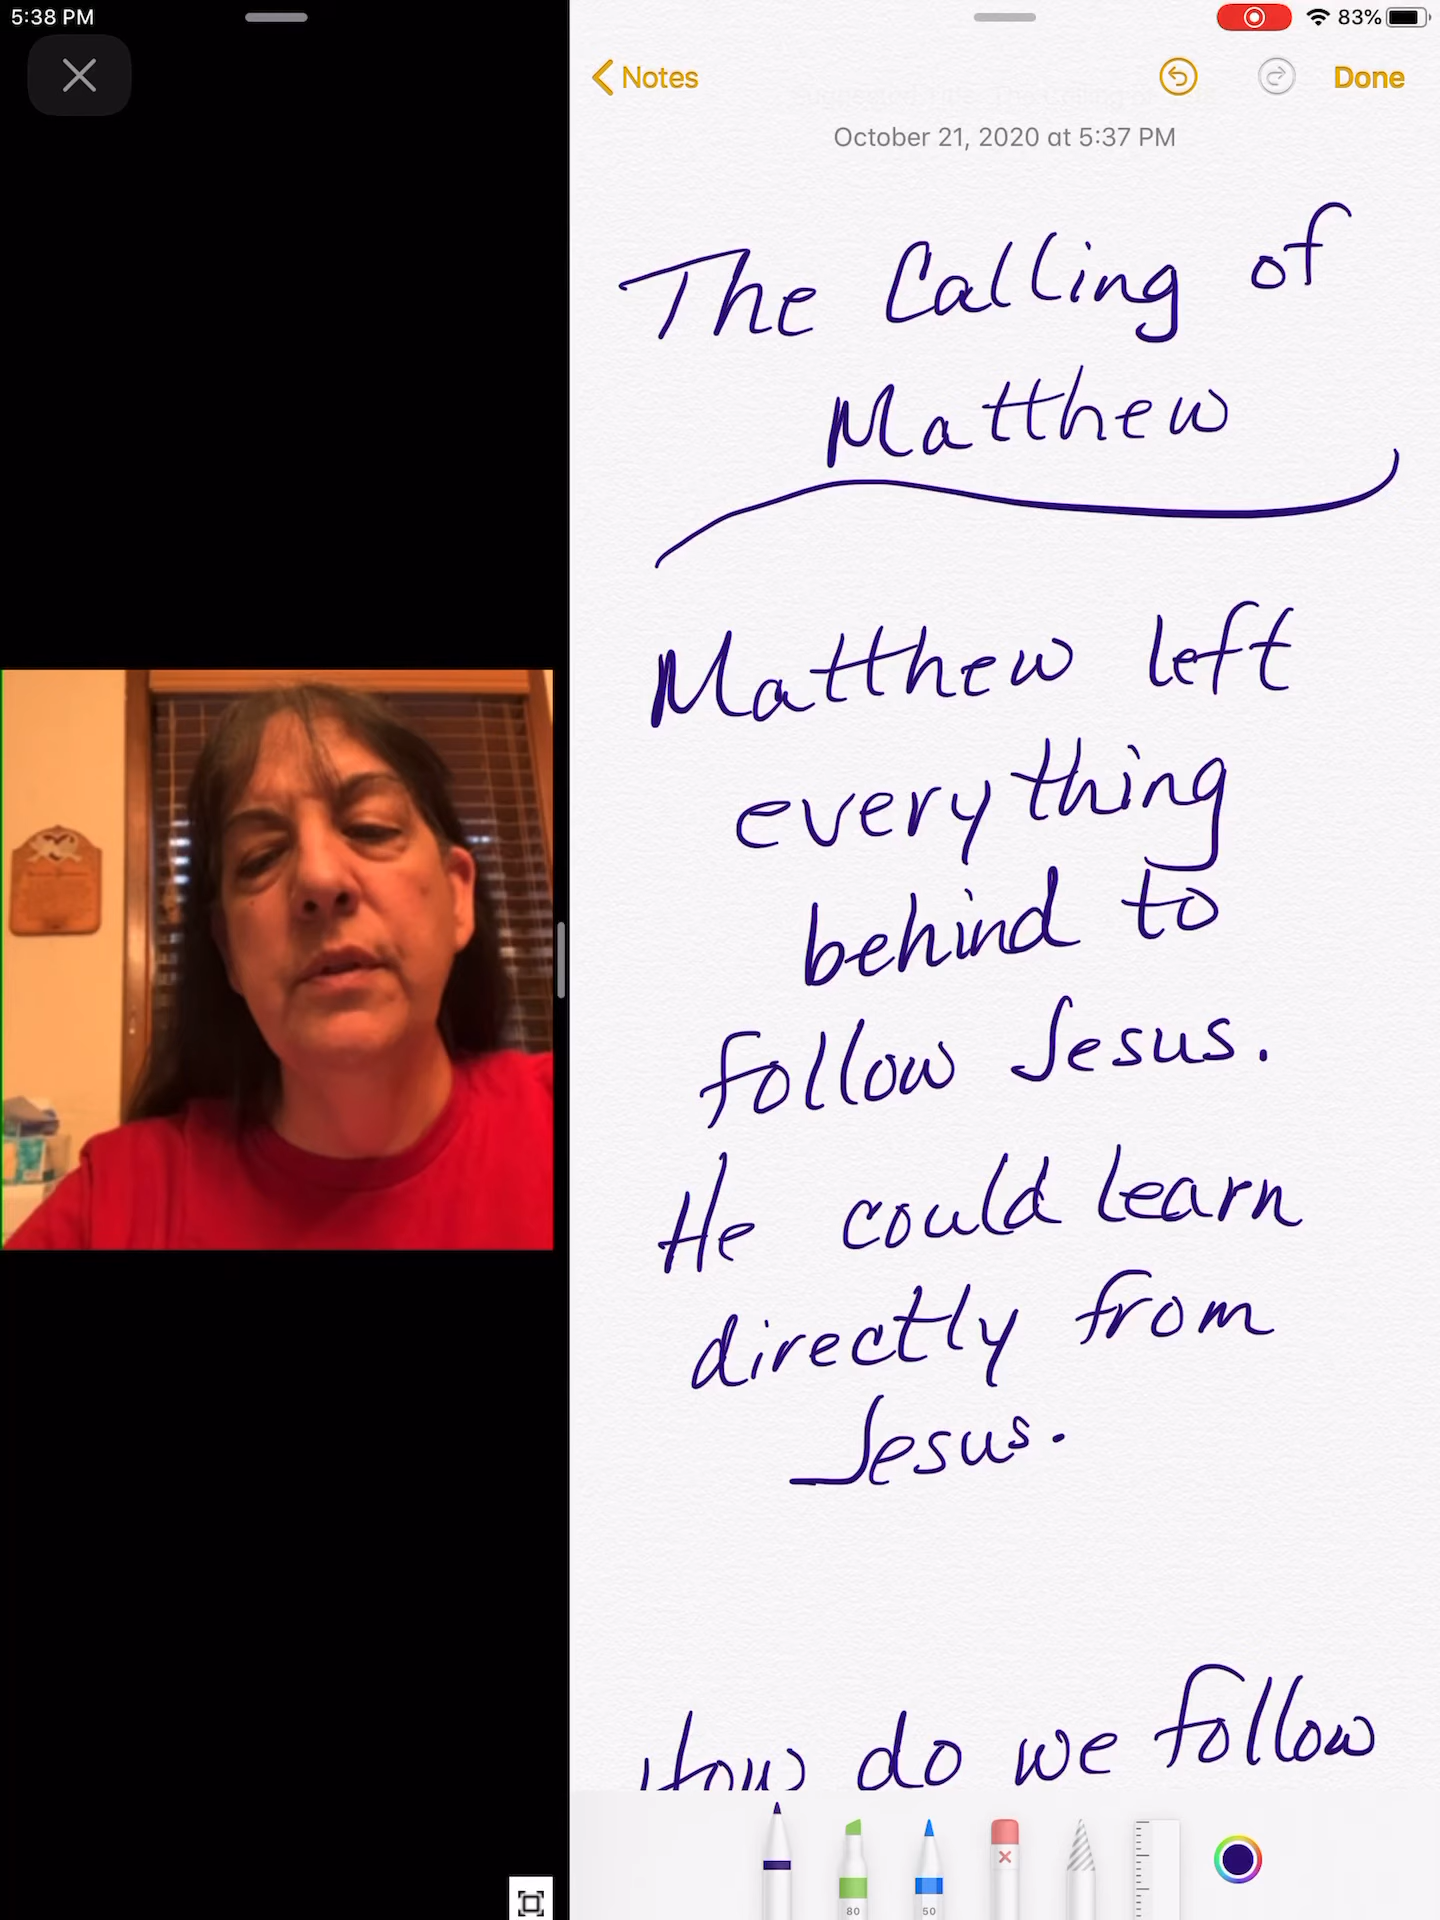 5:38 PM
83%
Notes
Done
October 21, 2020 at 5:37 PM
The Calling of
Matthew
Matthew left
everything
behind to
follow Jesus.
He could learn
directly from
Jesus.
How do we follow
80
50